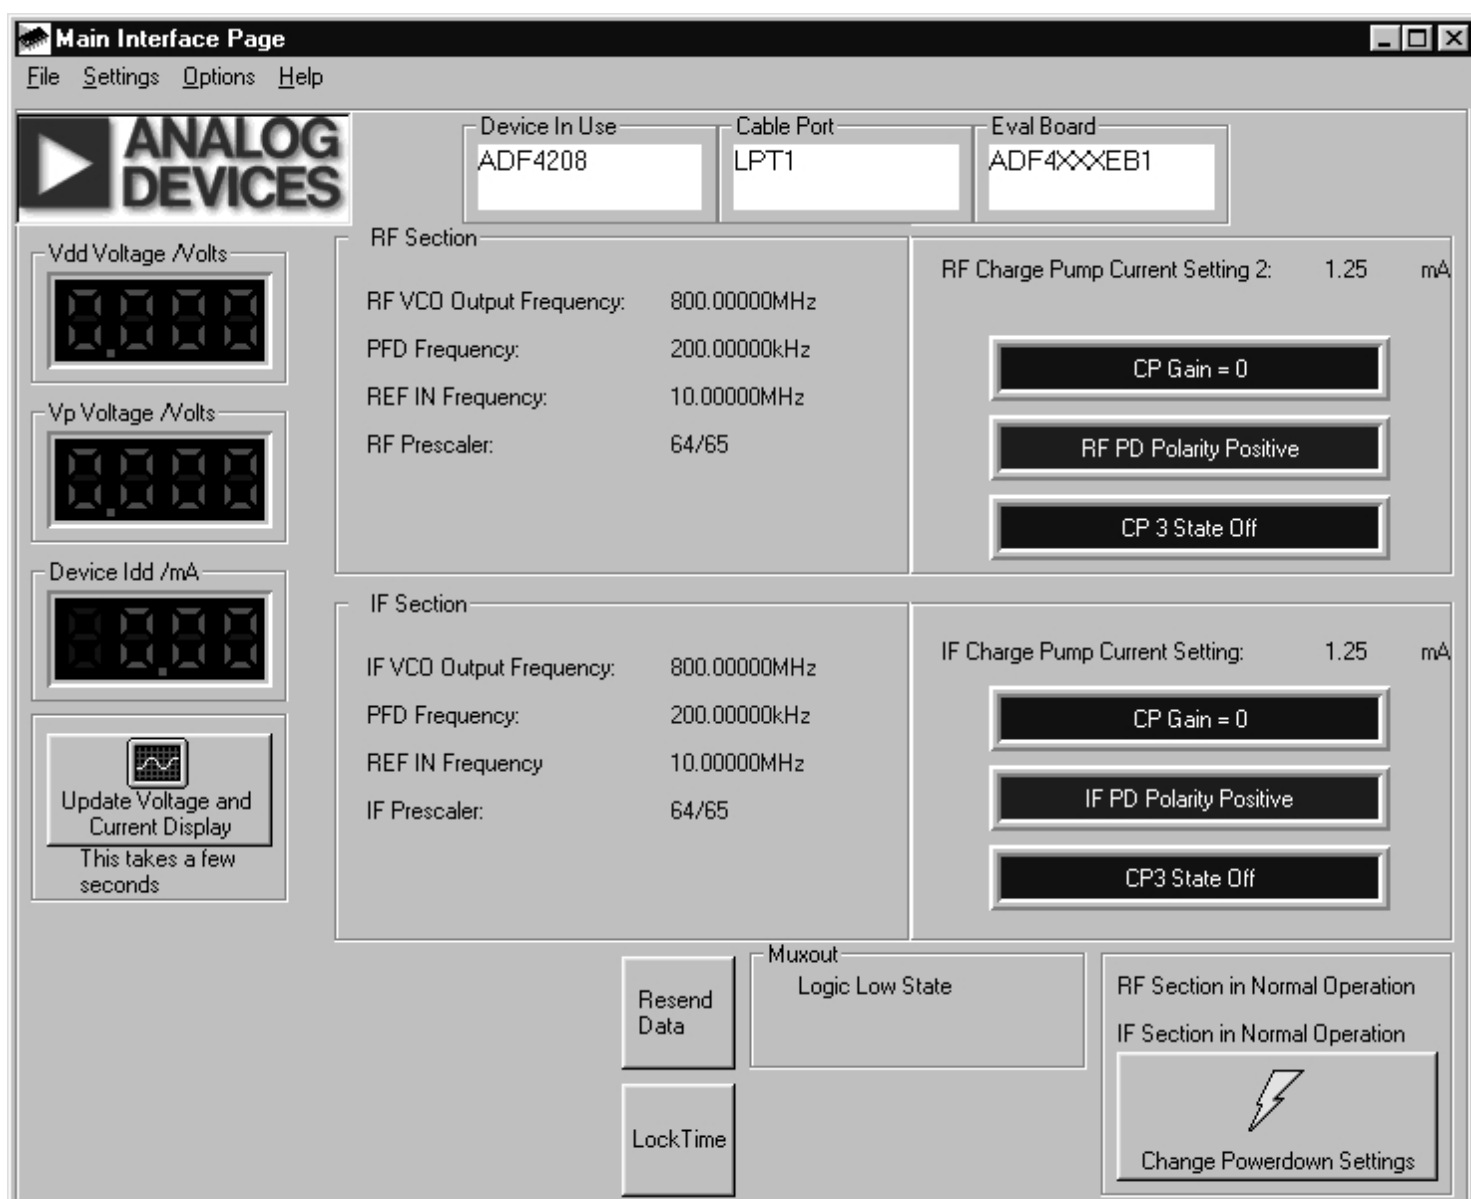 Main Interface Page
File Settings Options Help
ANALOG
DEVICES
Device In Use
ADF4208
Cable Port
LPT1
Eval Board
ADF4XXXEB1
Vdd Voltage /Volts
0.000
Vp Voltage /Volts
0.000
Device Idd /mA
0.00
Update Voltage and
Current Display
This takes a few
seconds
RF Section
RF VCO Output Frequency: 800.00000MHz
PFD Frequency: 200.00000kHz
REF IN Frequency: 10.00000MHz
RF Prescaler: 64/65
RF Charge Pump Current Setting 2: 1.25 mA
CP Gain = 0
RF PD Polarity Positive
CP 3 State Off
IF Section
IF VCO Output Frequency: 800.00000MHz
PFD Frequency: 200.00000kHz
REF IN Frequency 10.00000MHz
IF Prescaler: 64/65
IF Charge Pump Current Setting: 1.25 mA
CP Gain = 0
IF PD Polarity Positive
CP3 State Off
Resend
Data
LockTime
Muxout
Logic Low State
RF Section in Normal Operation
IF Section in Normal Operation
Change Powerdown Settings